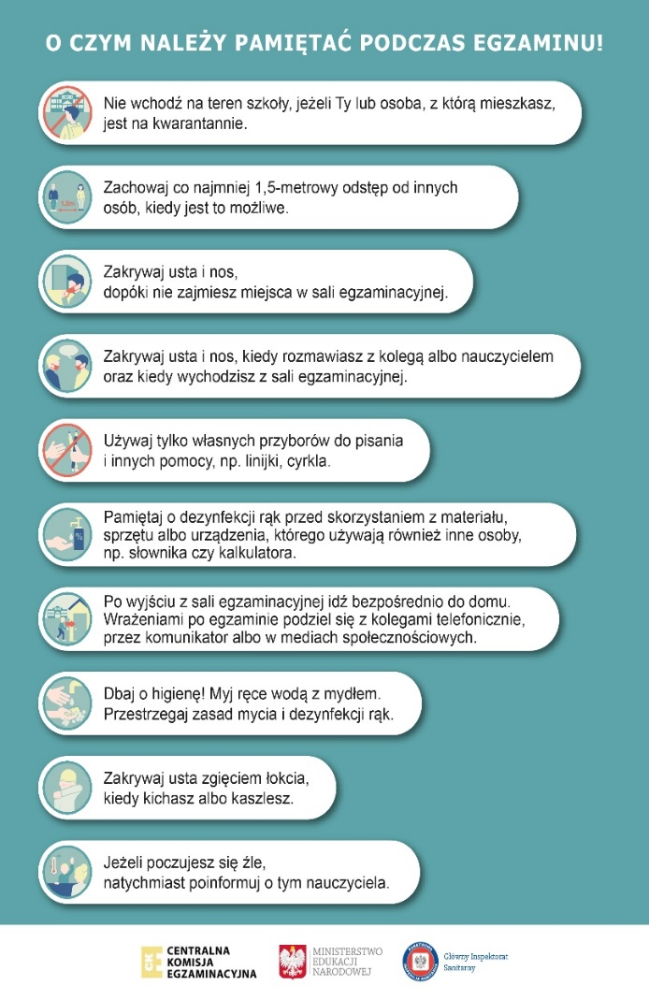 O CZYM NALEŻY PAMIĘTAĆ PODCZAS EGZAMINU!
Nie wchodź na teren szkoły, jeżeli Ty lub osoba, z którą mieszkasz,
jest na kwarantannie.
1,5m
Zachowaj co najmniej 1,5-metrowy odstęp od innych
osób, kiedy jest to możliwe.
Zakrywaj usta i nos,
dopóki nie zajmiesz miejsca w sali egzaminacyjnej.
Zakrywaj usta i nos, kiedy rozmawiasz z kolegą albo nauczycielem
oraz kiedy wychodzisz z sali egzaminacyjnej.
Używaj tylko własnych przyborów do pisania
i innych pomocy, np. linijki, cyrkla.
Pamiętaj o dezynfekcji rąk przed skorzystaniem z materiału,
sprzętu albo urządzenia, którego używają również inne osoby,
np. słownika czy kalkulatora.
Po wyjściu z sali egzaminacyjnej idź bezpośrednio do domu.
Wrażeniami po egzaminie podziel się z kolegami telefonicznie,
przez komunikator albo w mediach społecznościowych.
Dbaj o higienę! Myj ręce wodą z mydłem.
Przestrzegaj zasad mycia i dezynfekcji rąk.
Zakrywaj usta zgięciem łokcia,
kiedy kichasz albo kaszlesz.
Jeżeli poczujesz się źle,
natychmiast poinformuj o tym nauczyciela.
CKE
CENTRALNA
KOMISJA
EGZAMINACYJNA
MINISTERSTWO
EDUKACJI
NARODOWEJ
Główny Inspektorat
Sanitarny